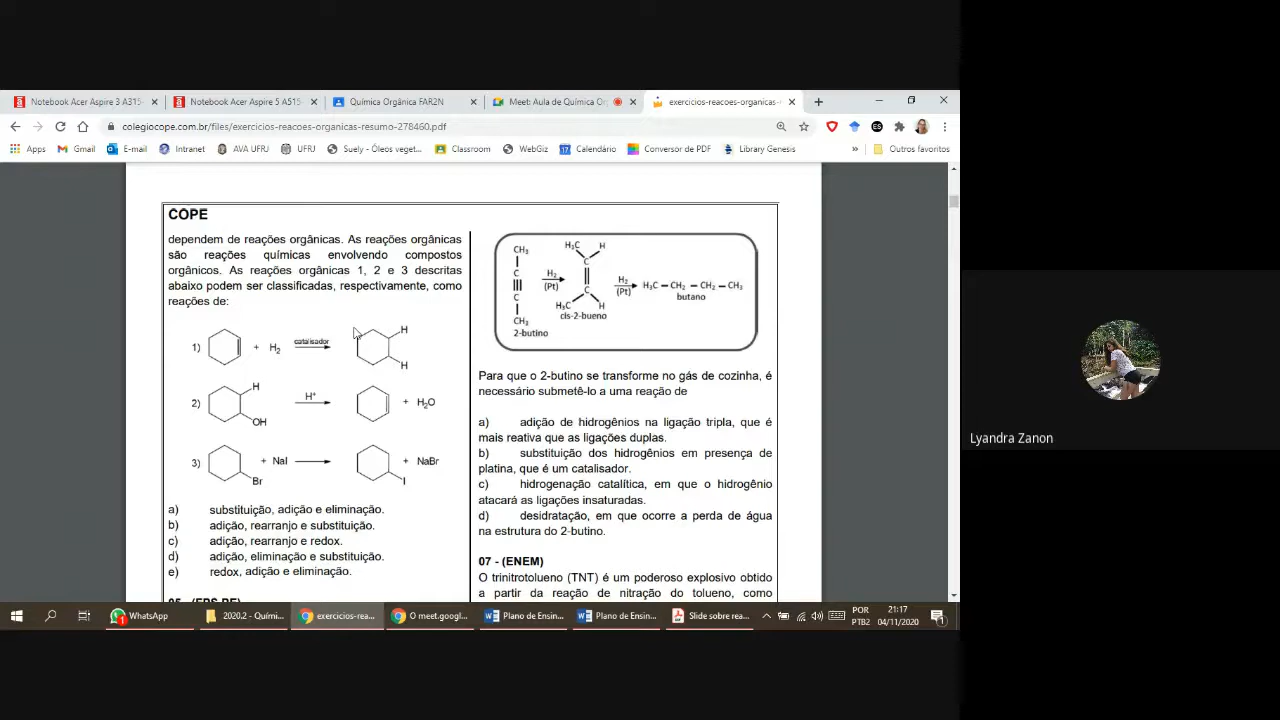 Notebook Acer Aspire 3 A315
Notebook Acer Aspire 5 A515
Química Orgânica FAR2N
Meet: Aula de Química Or
exercicios-reacoes-organicas-
colegiocope.com.br/files/exercicios-reacoes-organicas-resumo-278460.pdf
Apps
Gmail
E-mail
Intranet
AVA UFRJ
UFRJ
Suely - Óleos veget...
Classroom
WebGiz
Calendário
Conversor de PDF
Library Genesis
»
Outros favoritos
COPE
dependem de reações orgânicas. As reações orgânicas
são reações químicas envolvendo compostos
orgânicos. As reações orgânicas 1, 2 e 3 descritas
abaixo podem ser classificadas, respectivamente, como
reações de:
1) + H2 catalisador H H
2) H OH H+ + H2O
3) Br + NaI I + NaBr
a) substituição, adição e eliminação.
b) adição, rearranjo e substituição.
c) adição, rearranjo e redox.
d) adição, eliminação e substituição.
e) redox, adição e eliminação.
CH3
C
C
CH3
2-butino
H2
(Pt)
H3C H
C
C
H3C H
cis-2-bueno
H2
(Pt)
H3C — CH2 — CH2 — CH3
butano
Para que o 2-butino se transforme no gás de cozinha, é
necessário submetê-lo a uma reação de
a) adição de hidrogênios na ligação tripla, que é
mais reativa que as ligações duplas.
b) substituição dos hidrogênios em presença de
platina, que é um catalisador.
c) hidrogenação catalítica, em que o hidrogênio
atacará as ligações insaturadas.
d) desidratação, em que ocorre a perda de água
na estrutura do 2-butino.
07 - (ENEM)
O trinitrotolueno (TNT) é um poderoso explosivo obtido
a partir da reação de nitração do tolueno, como
Lyandra Zanon
WhatsApp
1
2020.2 - Quími...
exercicios-rea...
O meet.googl...
Plano de Ensin...
Plano de Ensin...
Slide sobre rea...
POR
PTB2
21:17
04/11/2020